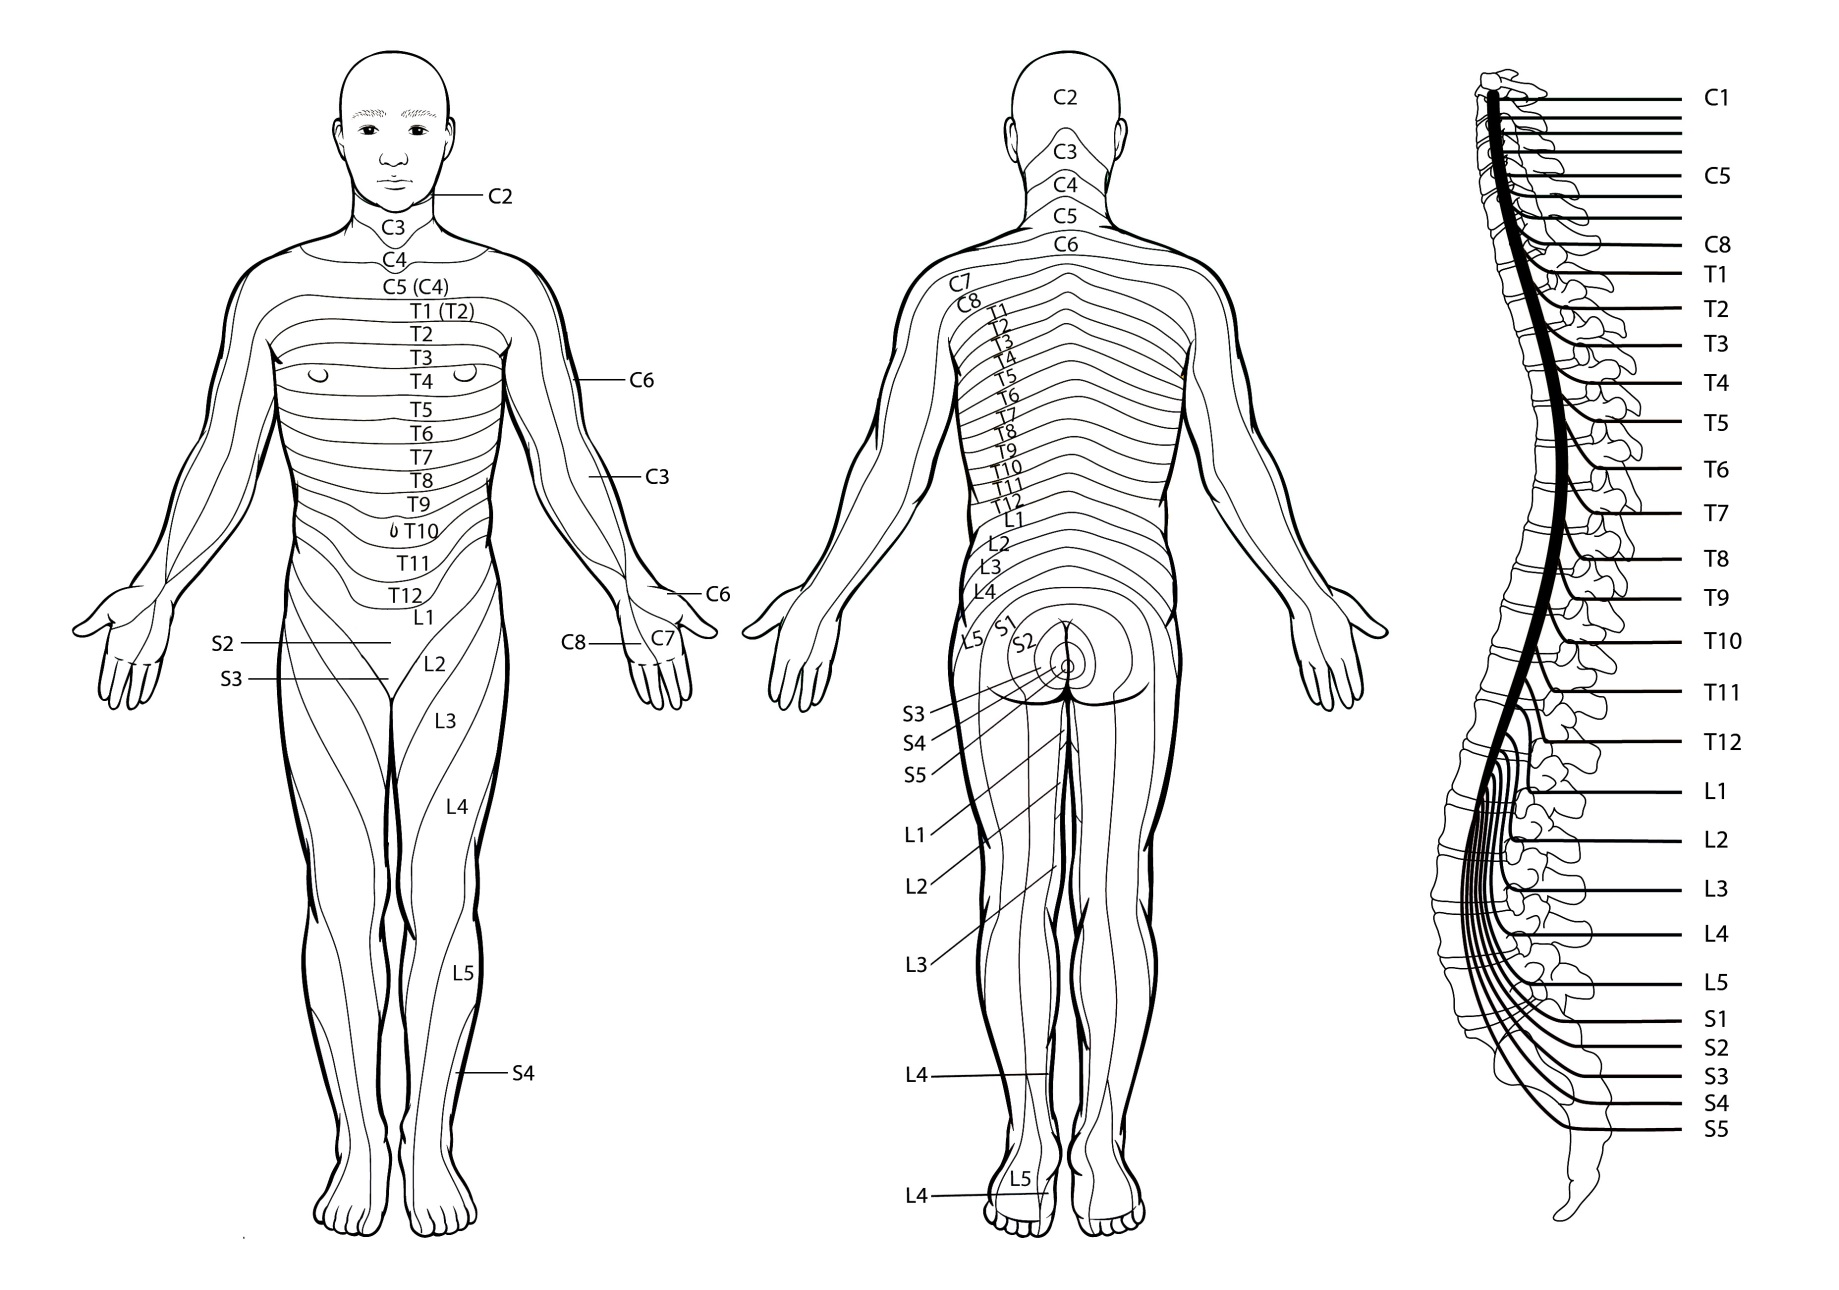 C2
C3
C4
C5 (C4)
T1 (T2)
T2
T3
T4
T5
T6
T7
T8
T9
T10
T11
T12
L1
L2
L3
L4
L5
S4
C6
C3
C6
C8
C7
S2
S3
C2
C3
C4
C5
C6
C7
C8
T1
T2
T3
T4
T5
T6
T7
T8
T9
T10
T11
T12
L1
L2
L3
L4
L5
S1
S2
S3
S4
S5
L1
L2
L3
L4
L5
L4
C1
C5
C8
T1
T2
T3
T4
T5
T6
T7
T8
T9
T10
T11
T12
L1
L2
L3
L4
L5
S1
S2
S3
S4
S5